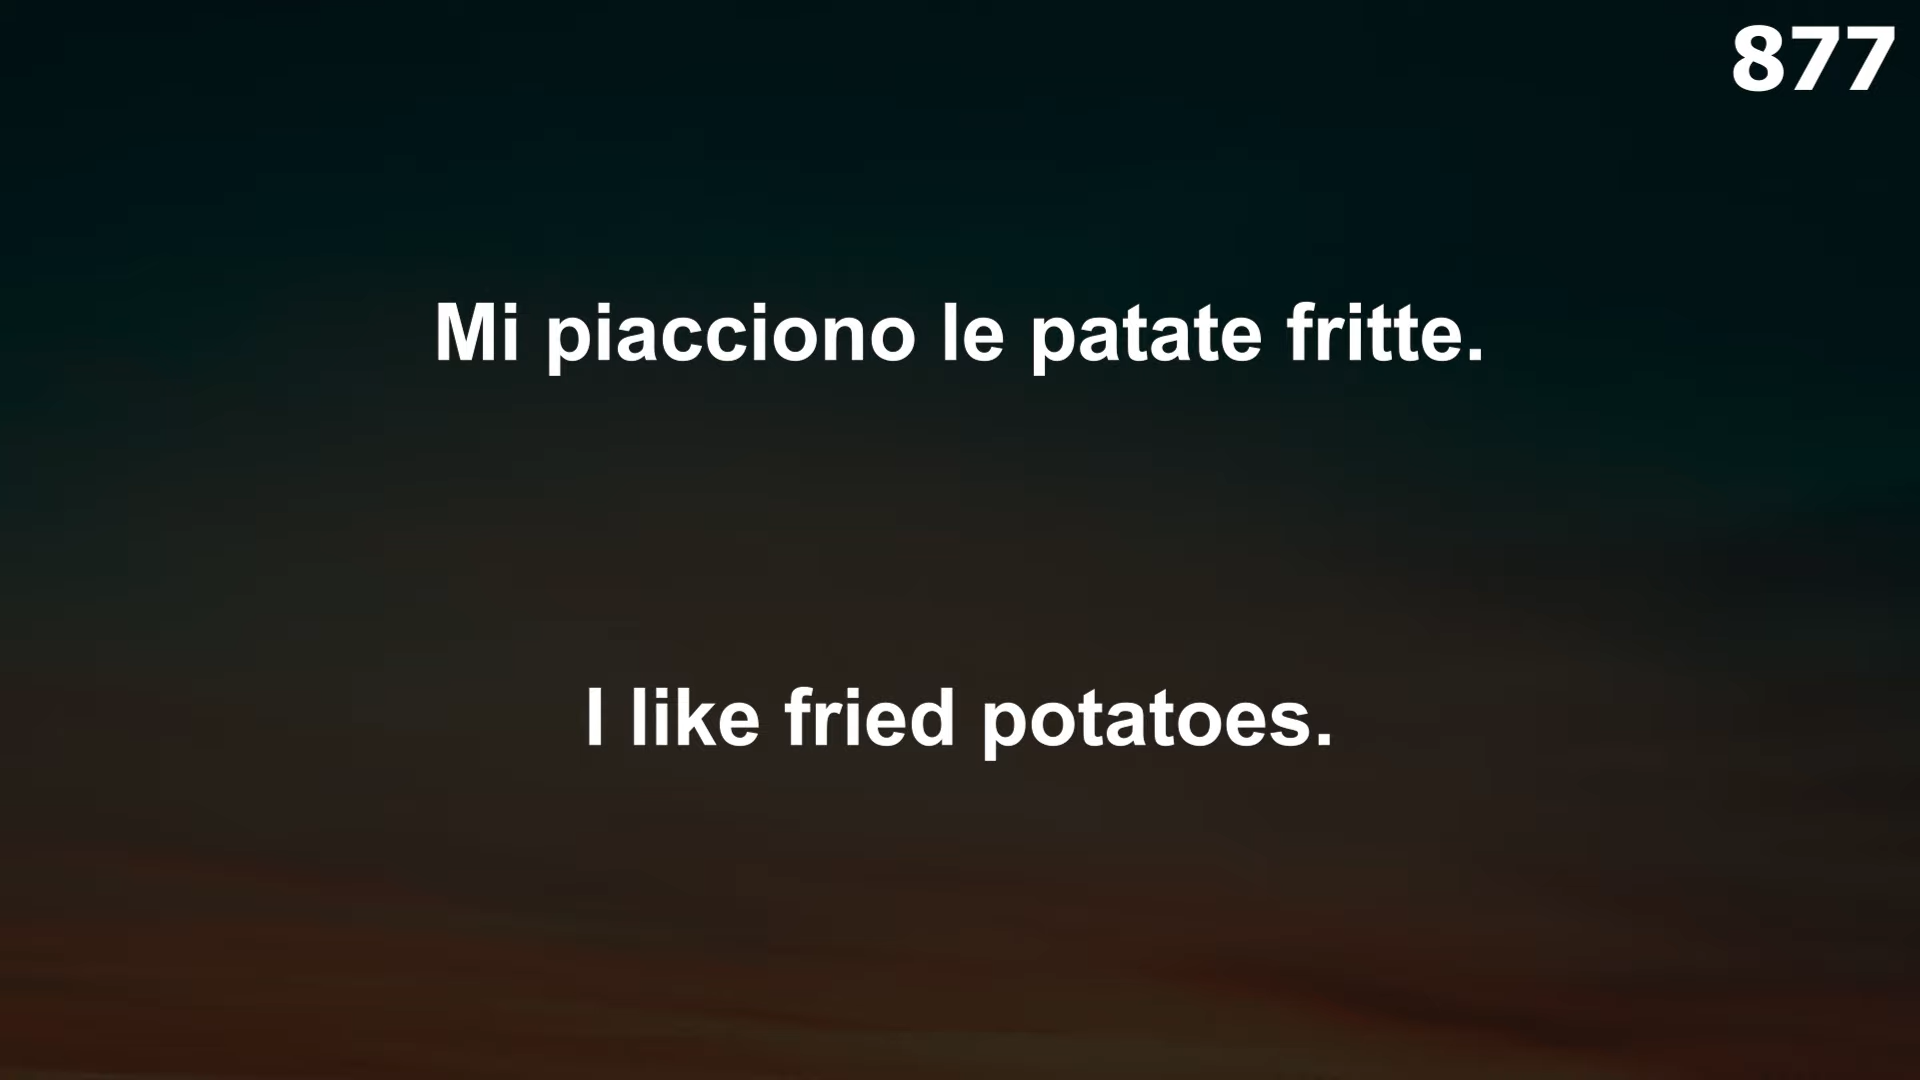 877
Mi piacciono le patate fritte.
I like fried potatoes.